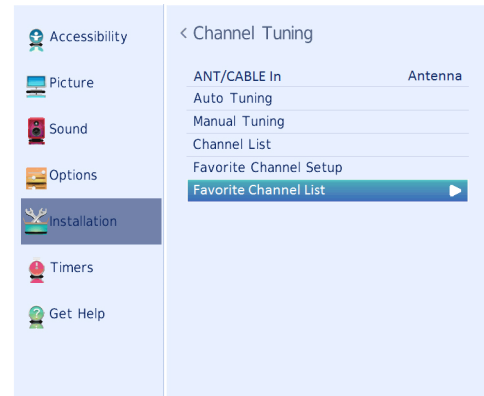 Accessibility
Picture
Sound
Options
Installation
Timers
Get Help
< Channel Tuning
ANT/CABLE In Antenna
Auto Tuning
Manual Tuning
Channel List
Favorite Channel Setup
Favorite Channel List